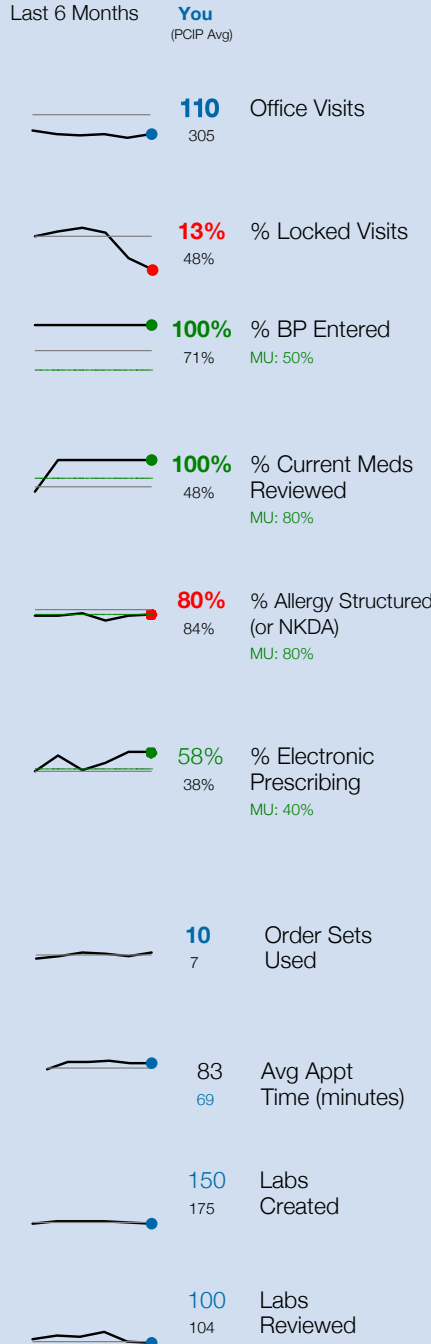 Last 6 Months You
(PCIP Avg)
110 Office Visits
305
13% % Locked Visits
48%
100% % BP Entered
71% MU: 50%
100% % Current Meds
48% Reviewed
MU: 80%
80% % Allergy Structured
84% (or NKDA)
MU: 80%
58% % Electronic
38% Prescribing
MU: 40%
10 Order Sets
7 Used
83 Avg Appt
69 Time (minutes)
150 Labs
175 Created
100 Labs
104 Reviewed